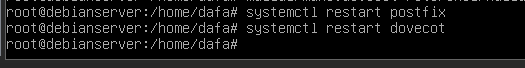 root@debianserver:/home/dafa# systemctl restart postfix
root@debianserver:/home/dafa# systemctl restart dovecot
root@debianserver:/home/dafa#